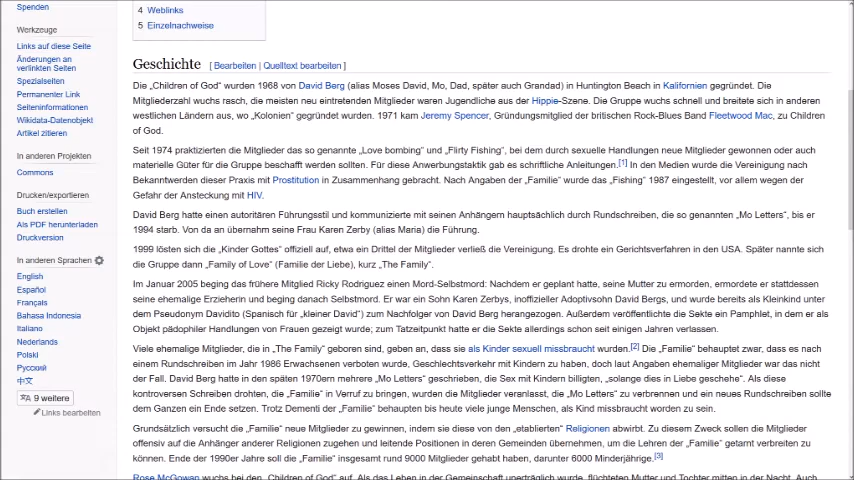 Spenden
Werkzeuge
Links auf diese Seite
Änderungen an
verlinkten Seiten
Spezialseiten
Permanenter Link
Seiteninformationen
Wikidata-Datenobjekt
Artikel zitieren
In anderen Projekten
Commons
Drucken/exportieren
Buch erstellen
Als PDF herunterladen
Druckversion
In anderen Sprachen
English
Español
Français
Bahasa Indonesia
Italiano
Nederlands
Polski
Русский
中文
9 weitere
Links bearbeiten
4 Weblinks
5 Einzelnachweise
Geschichte [ Bearbeiten | Quelltext bearbeiten ]
Die „Children of God“ wurden 1968 von David Berg (alias Moses David, Mo, Dad, später auch Grandad) in Huntington Beach in Kalifornien gegründet. Die
Mitgliederzahl wuchs rasch, die meisten neu eintretenden Mitglieder waren Jugendliche aus der Hippie-Szene. Die Gruppe wuchs schnell und breitete sich in anderen
westlichen Ländern aus, wo „Kolonien“ gegründet wurden. 1971 kam Jeremy Spencer, Gründungsmitglied der britischen Rock-Blues Band Fleetwood Mac, zu Children
of God.
Seit 1974 praktizierten die Mitglieder das so genannte „Love bombing“ und „Flirty Fishing“, bei dem durch sexuelle Handlungen neue Mitglieder gewonnen oder auch
materielle Güter für die Gruppe beschafft werden sollten. Für diese Anwerbungstaktik gab es schriftliche Anleitungen.[1] In den Medien wurde die Vereinigung nach
Bekanntwerden dieser Praxis mit Prostitution in Zusammenhang gebracht. Nach Angaben der „Familie“ wurde das „Fishing“ 1987 eingestellt, vor allem wegen der
Gefahr der Ansteckung mit HIV.
David Berg hatte einen autoritären Führungsstil und kommunizierte mit seinen Anhängern hauptsächlich durch Rundschreiben, die so genannten „Mo Letters“, bis er
1994 starb. Von da an übernahm seine Frau Karen Zerby (alias Maria) die Führung.
1999 lösten sich die „Kinder Gottes“ offiziell auf, etwa ein Drittel der Mitglieder verließ die Vereinigung. Es drohte ein Gerichtsverfahren in den USA. Später nannte sich
die Gruppe dann „Family of Love“ (Familie der Liebe), kurz „The Family“.
Im Januar 2005 beging das frühere Mitglied Ricky Rodriguez einen Mord-Selbstmord: Nachdem er geplant hatte, seine Mutter zu ermorden, ermordete er stattdessen
seine ehemalige Erzieherin und beging danach Selbstmord. Er war ein Sohn Karen Zerbys, inoffizieller Adoptivsohn David Bergs, und wurde bereits als Kleinkind unter
dem Pseudonym Davidito (Spanisch für „kleiner David“) zum Nachfolger von David Berg herangezogen. Außerdem veröffentlichte die Sekte ein Pamphlet, in dem er als
Objekt pädophiler Handlungen von Frauen gezeigt wurde; zum Tatzeitpunkt hatte er die Sekte allerdings schon seit einigen Jahren verlassen.
Viele ehemalige Mitglieder, die in „The Family“ geboren sind, geben an, dass sie als Kinder sexuell missbraucht wurden.[2] Die „Familie“ behauptet zwar, dass es nach
einem Rundschreiben im Jahr 1986 Erwachsenen verboten wurde, Geschlechtsverkehr mit Kindern zu haben, doch laut Angaben ehemaliger Mitglieder war das nicht
der Fall. David Berg hatte in den späten 1970ern mehrere „Mo Letters“ geschrieben, die Sex mit Kindern billigten, „solange dies in Liebe geschehe“. Als diese
kontroversen Schreiben drohten, die „Familie“ in Verruf zu bringen, wurden die Mitglieder veranlasst, die „Mo Letters“ zu verbrennen und ein neues Rundschreiben sollte
dem Ganzen ein Ende setzen. Trotz Dementi der „Familie“ behaupten bis heute viele junge Menschen, als Kind missbraucht worden zu sein.
Grundsätzlich versucht die „Familie“ neue Mitglieder zu gewinnen, indem sie diese von den „etablierten“ Religionen abwirbt. Zu diesem Zweck sollen die Mitglieder
offensiv auf die Anhänger anderer Religionen zugehen und leitende Positionen in deren Gemeinden übernehmen, um die Lehren der „Familie“ getarnt verbreiten zu
können. Ende der 1990er Jahre soll die „Familie“ insgesamt rund 9000 Mitglieder gehabt haben, darunter 6000 Minderjährige.[3]
Rose McGowan wuchs bei den „Children of God“ auf. Als das Leben in der Gemeinschaft unerträglich wurde, flüchteten Mutter und Tochter mitten in der Nacht. Auch